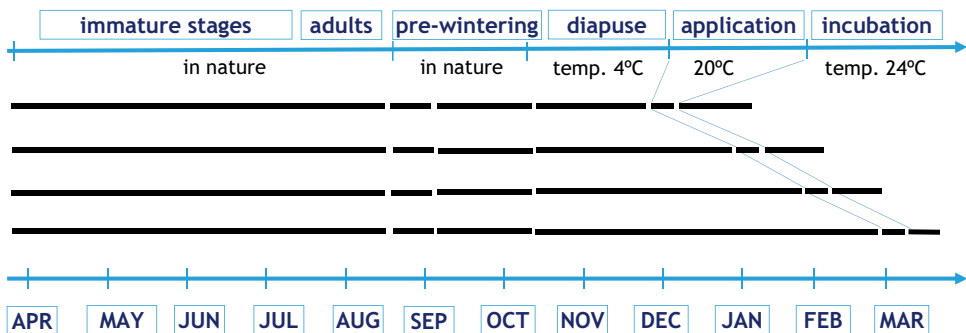 immature stages adults pre-wintering diapuse application incubation
in nature in nature temp. 4ºC 20ºC temp. 24ºC
APR MAY JUN JUL AUG SEP OCT NOV DEC JAN FEB MAR